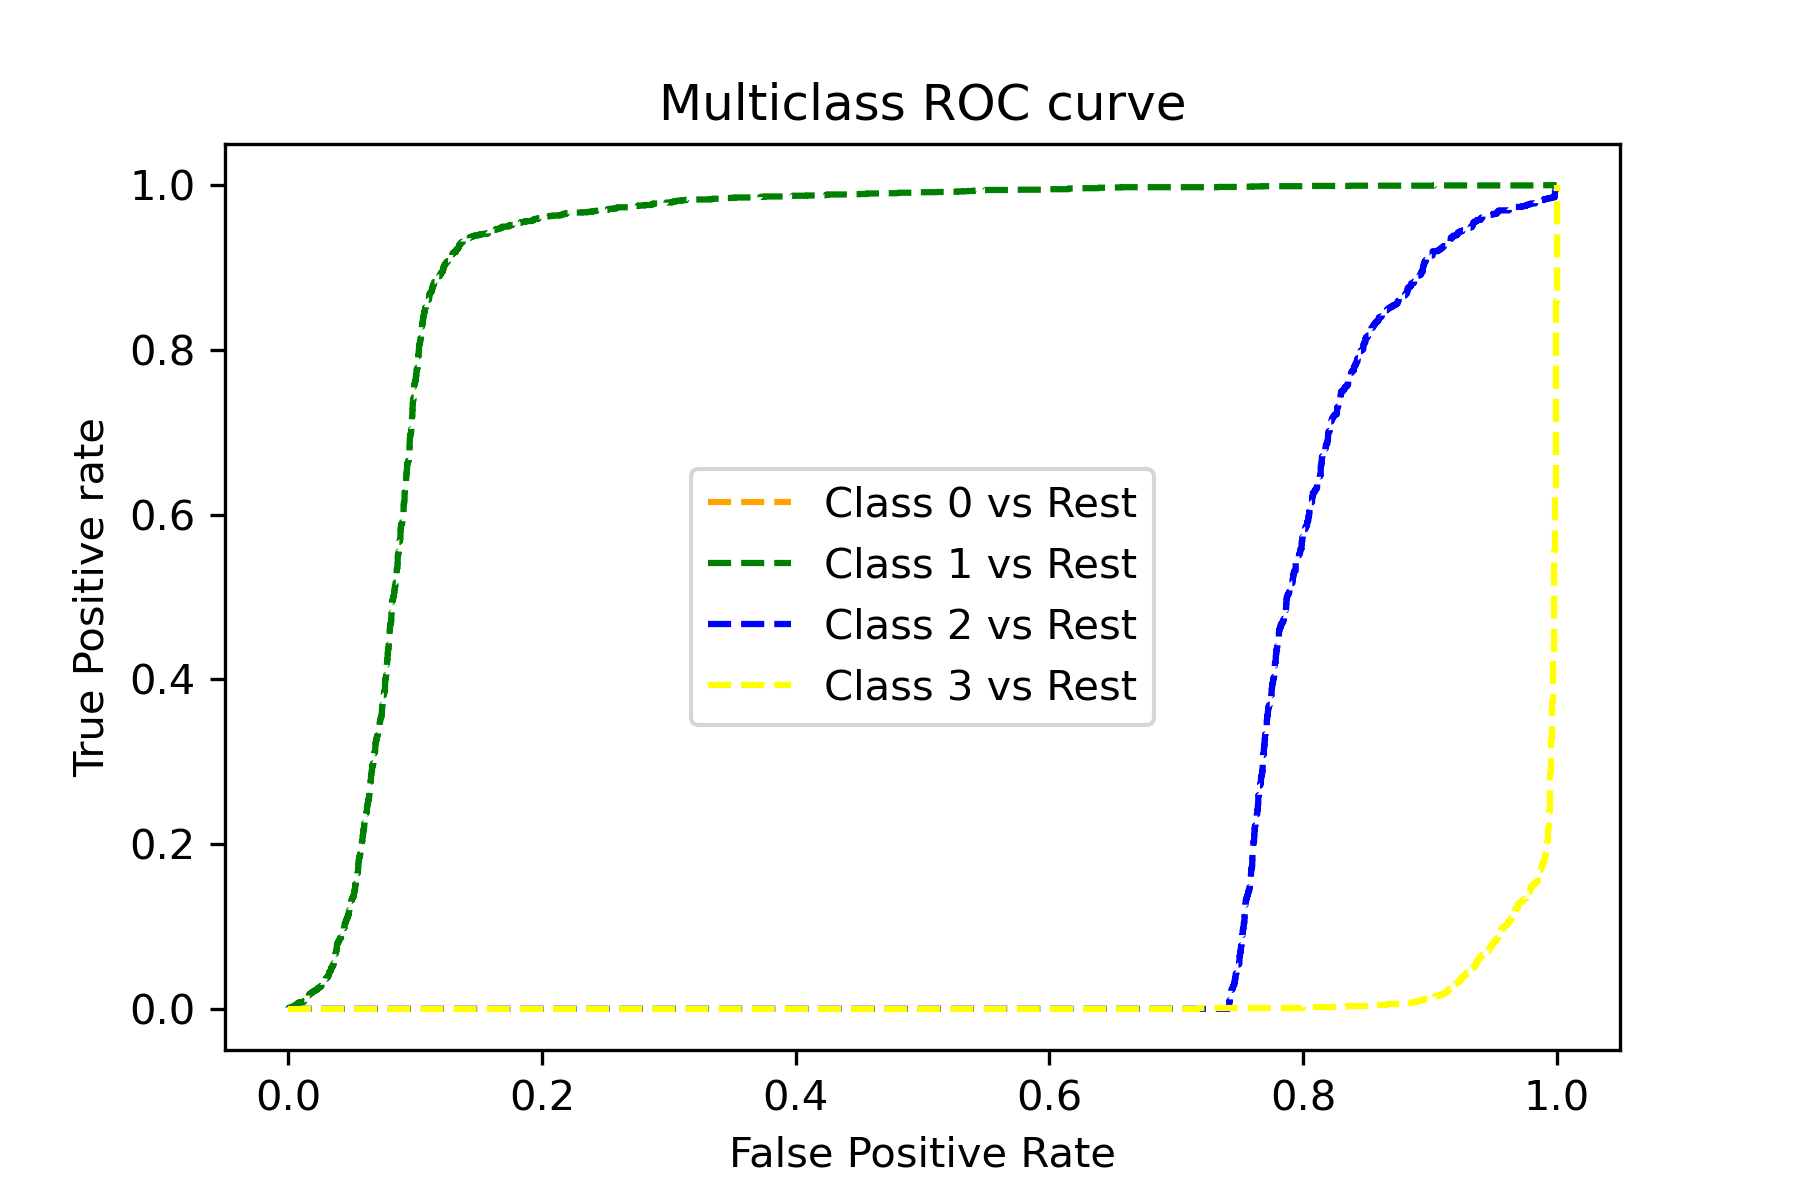 Multiclass ROC curve
True Positive rate
1.0
0.8
0.6
0.4
0.2
0.0
Class 0 vs Rest
Class 1 vs Rest
Class 2 vs Rest
Class 3 vs Rest
0.0 0.2 0.4 0.6 0.8 1.0
False Positive Rate